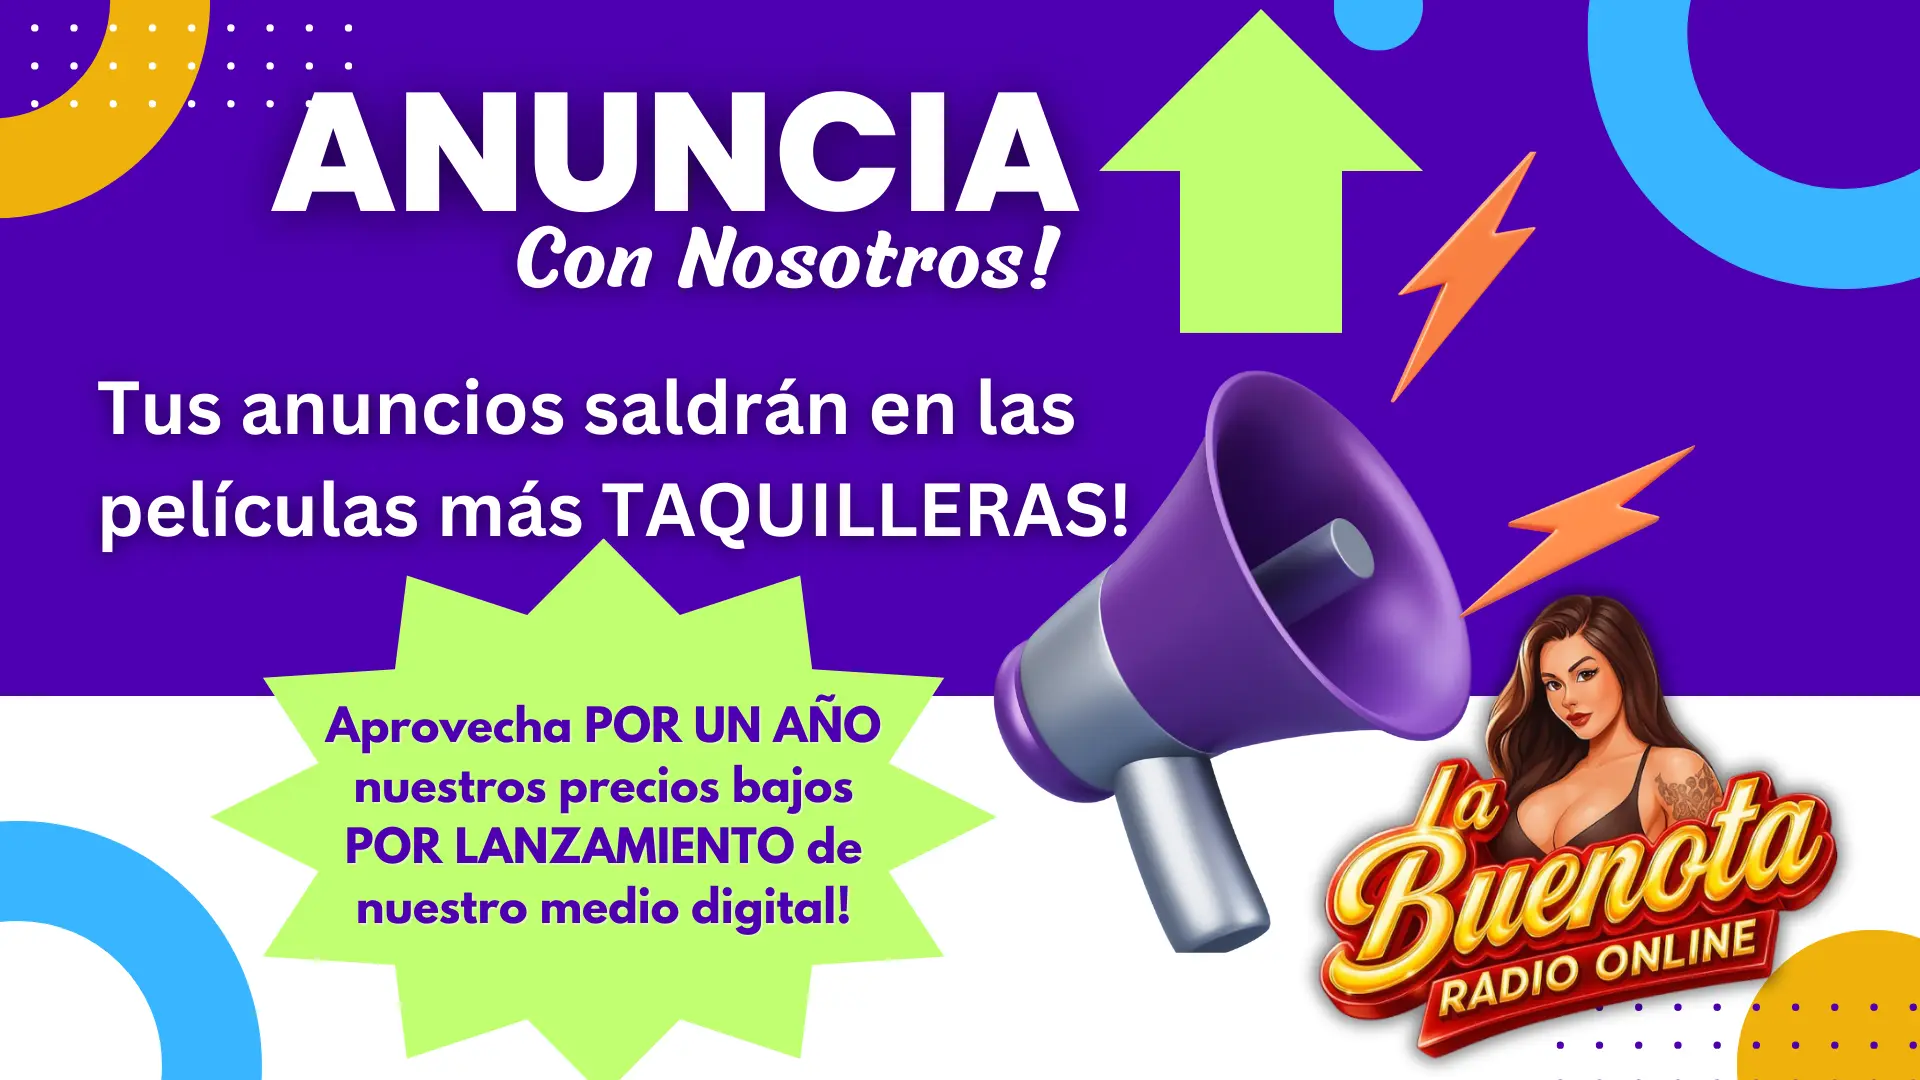 ANUNCIA
Con Nosotros!
Tus anuncios saldrán en las
películas más TAQUILLERAS!
Aprovecha POR UN AÑO
nuestros precios bajos
POR LANZAMIENTO de
nuestro medio digital!
La
Buenota
RADIO ONLINE